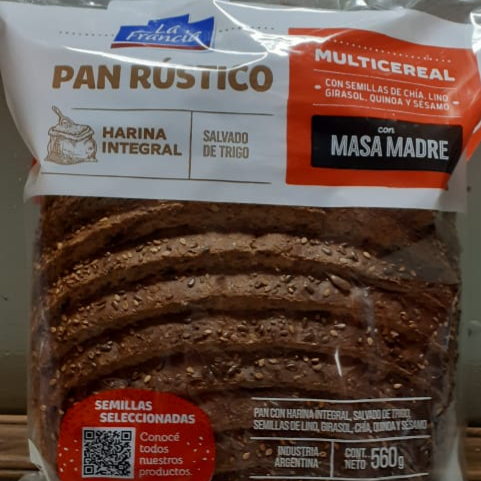 La
Francia
PAN RÚSTICO
HARINA
INTEGRAL
SALVADO
DE TRIGO
MULTICEREAL
CON SEMILLAS DE CHÍA, LINO,
GIRASOL, QUINOA Y SÉSAMO
con
MASA MADRE
SEMILLAS
SELECCIONADAS
Conocé
todos
nuestros
productos.
PAN CON HARINA INTEGRAL, SALVADO DE TRIGO,
SEMILLAS DE LINO, GIRASOL, CHÍA, QUINOA Y SÉSAMO
INDUSTRIA
ARGENTINA
CONT.
NETO 560g